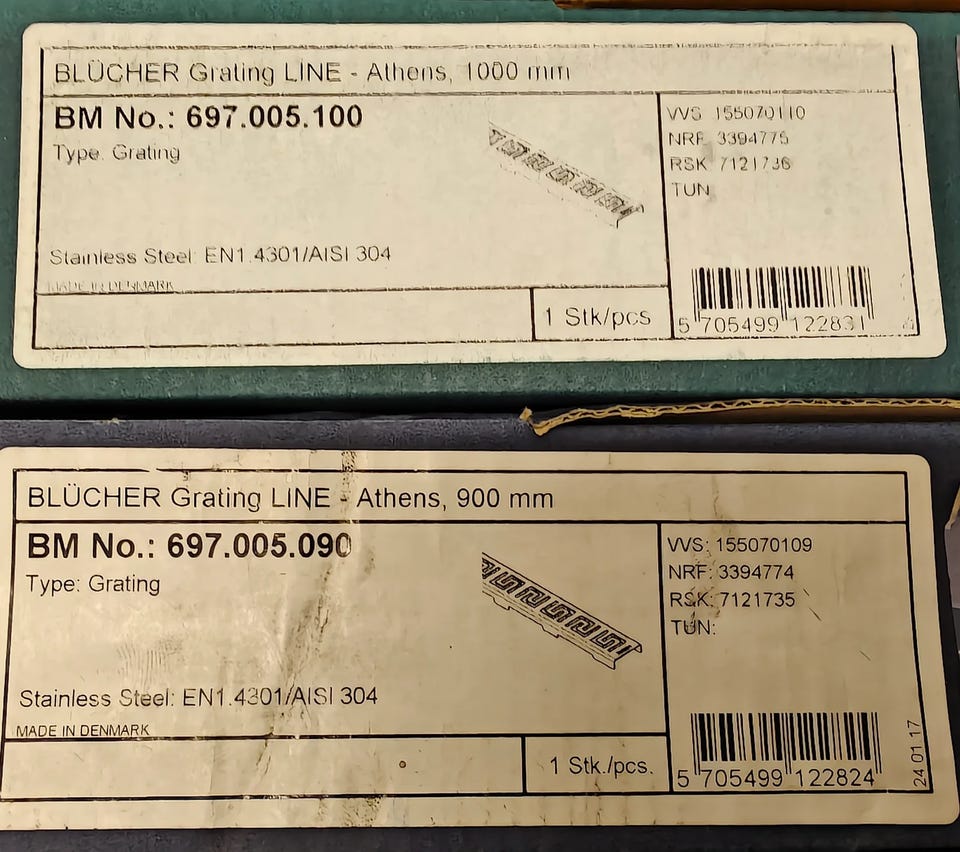 BLÜCHER Grating LINE - Athens, 1000 mm
BM No.: 697.005.100
Type: Grating
Stainless Steel: EN1.4301/AISI 304
MADE IN DENMARK
1 Stk/pcs
VVS 155070110
NRF 3394775
RSK 7121736
TUN
5 705499 122831
BLÜCHER Grating LINE - Athens, 900 mm
BM No.: 697.005.090
Type: Grating
Stainless Steel: EN1.4301/AISI 304
MADE IN DENMARK
1 Stk./pcs.
VVS: 155070109
NRF: 3394774
RSK: 7121735
TUN:
5 705499 122824
24 01 17